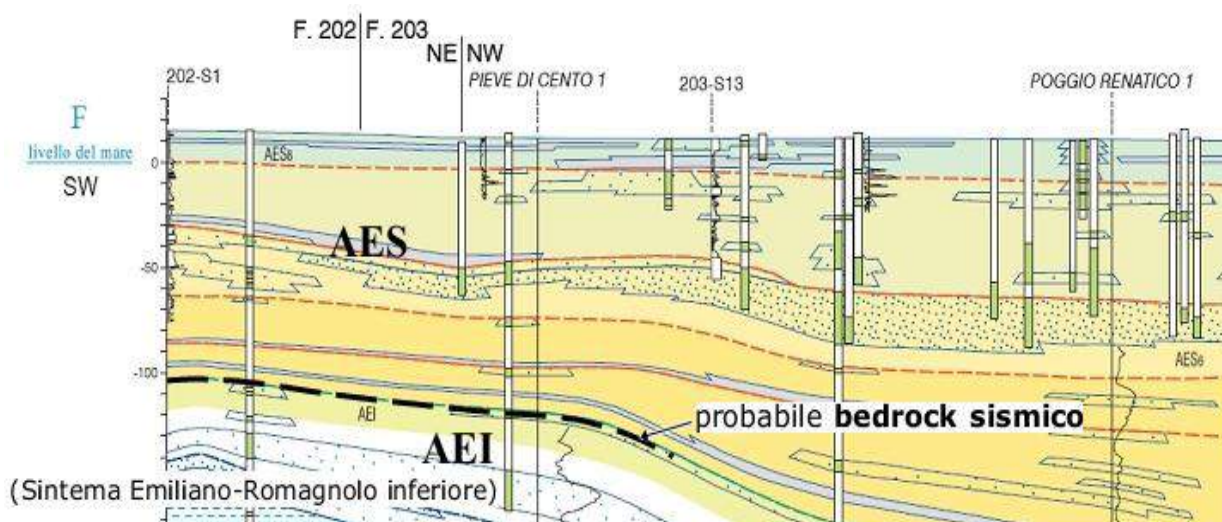 F. 202 F. 203
NE NW
202-S1
PIEVE DI CENTO 1
203-S13
POGGIO RENATICO 1
F
livello del mare
SW
0
AES8
AES
-50
AES6
-100
AEI
probabile bedrock sismico
AEI
(Sintema Emiliano-Romagnolo inferiore)